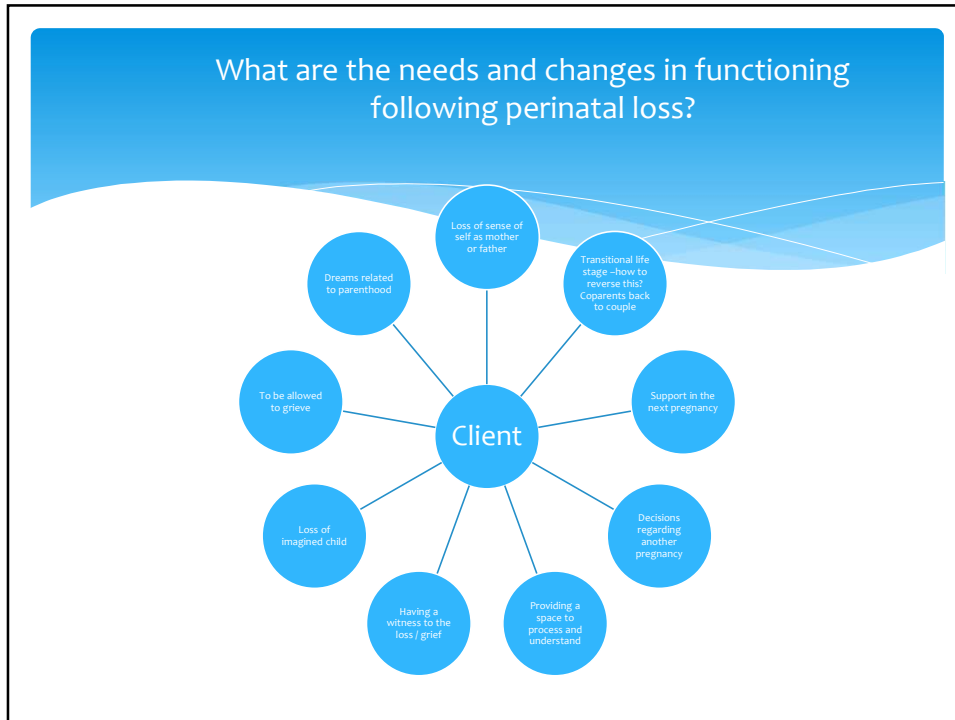 What are the needs and changes in functioning
following perinatal loss?
Loss of sense of
self as mother
or father
Transitional life
stage –how to
reverse this?
Coparents back
to couple
Support in the
next pregnancy
Decisions
regarding
another
pregnancy
Providing a
space to
process and
understand
Having a
witness to the
loss / grief
Loss of
imagined child
To be allowed
to grieve
Dreams related
to parenthood
Client